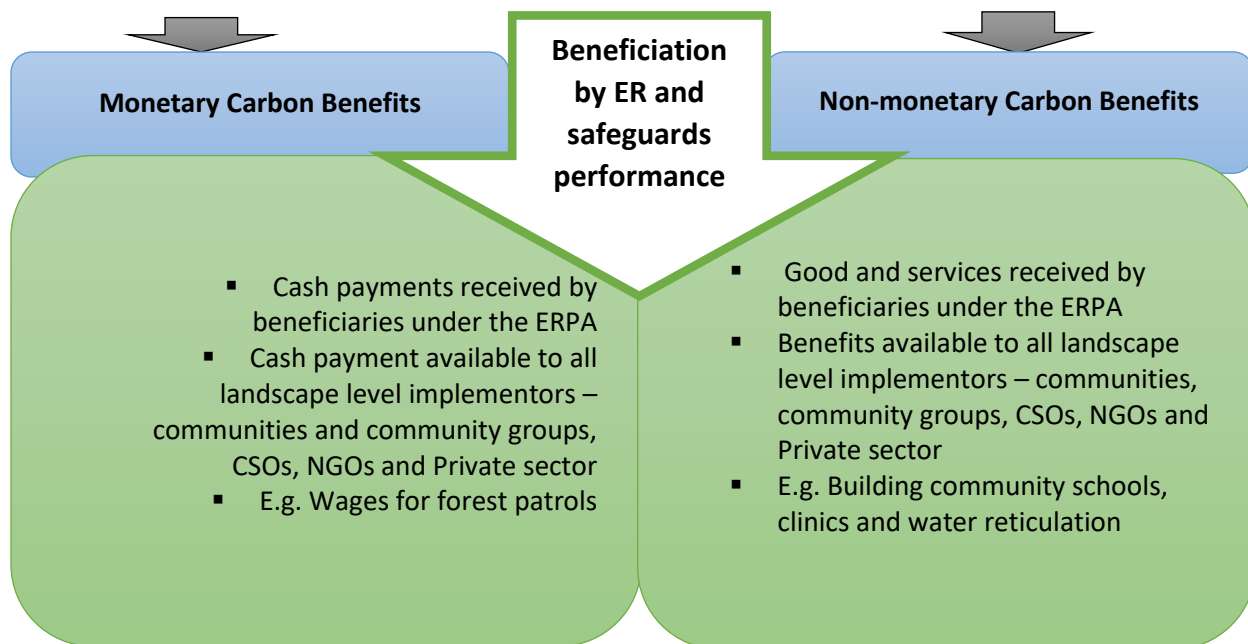 Beneficiation
by ER and
safeguards
performance
Monetary Carbon Benefits
Non-monetary Carbon Benefits
▪ Cash payments received by
beneficiaries under the ERPA
▪ Cash payment available to all
landscape level implementors –
communities and community groups,
CSOs, NGOs and Private sector
▪ E.g. Wages for forest patrols
▪ Good and services received by
beneficiaries under the ERPA
▪ Benefits available to all landscape
level implementors – communities,
community groups, CSOs, NGOs and
Private sector
▪ E.g. Building community schools,
clinics and water reticulation